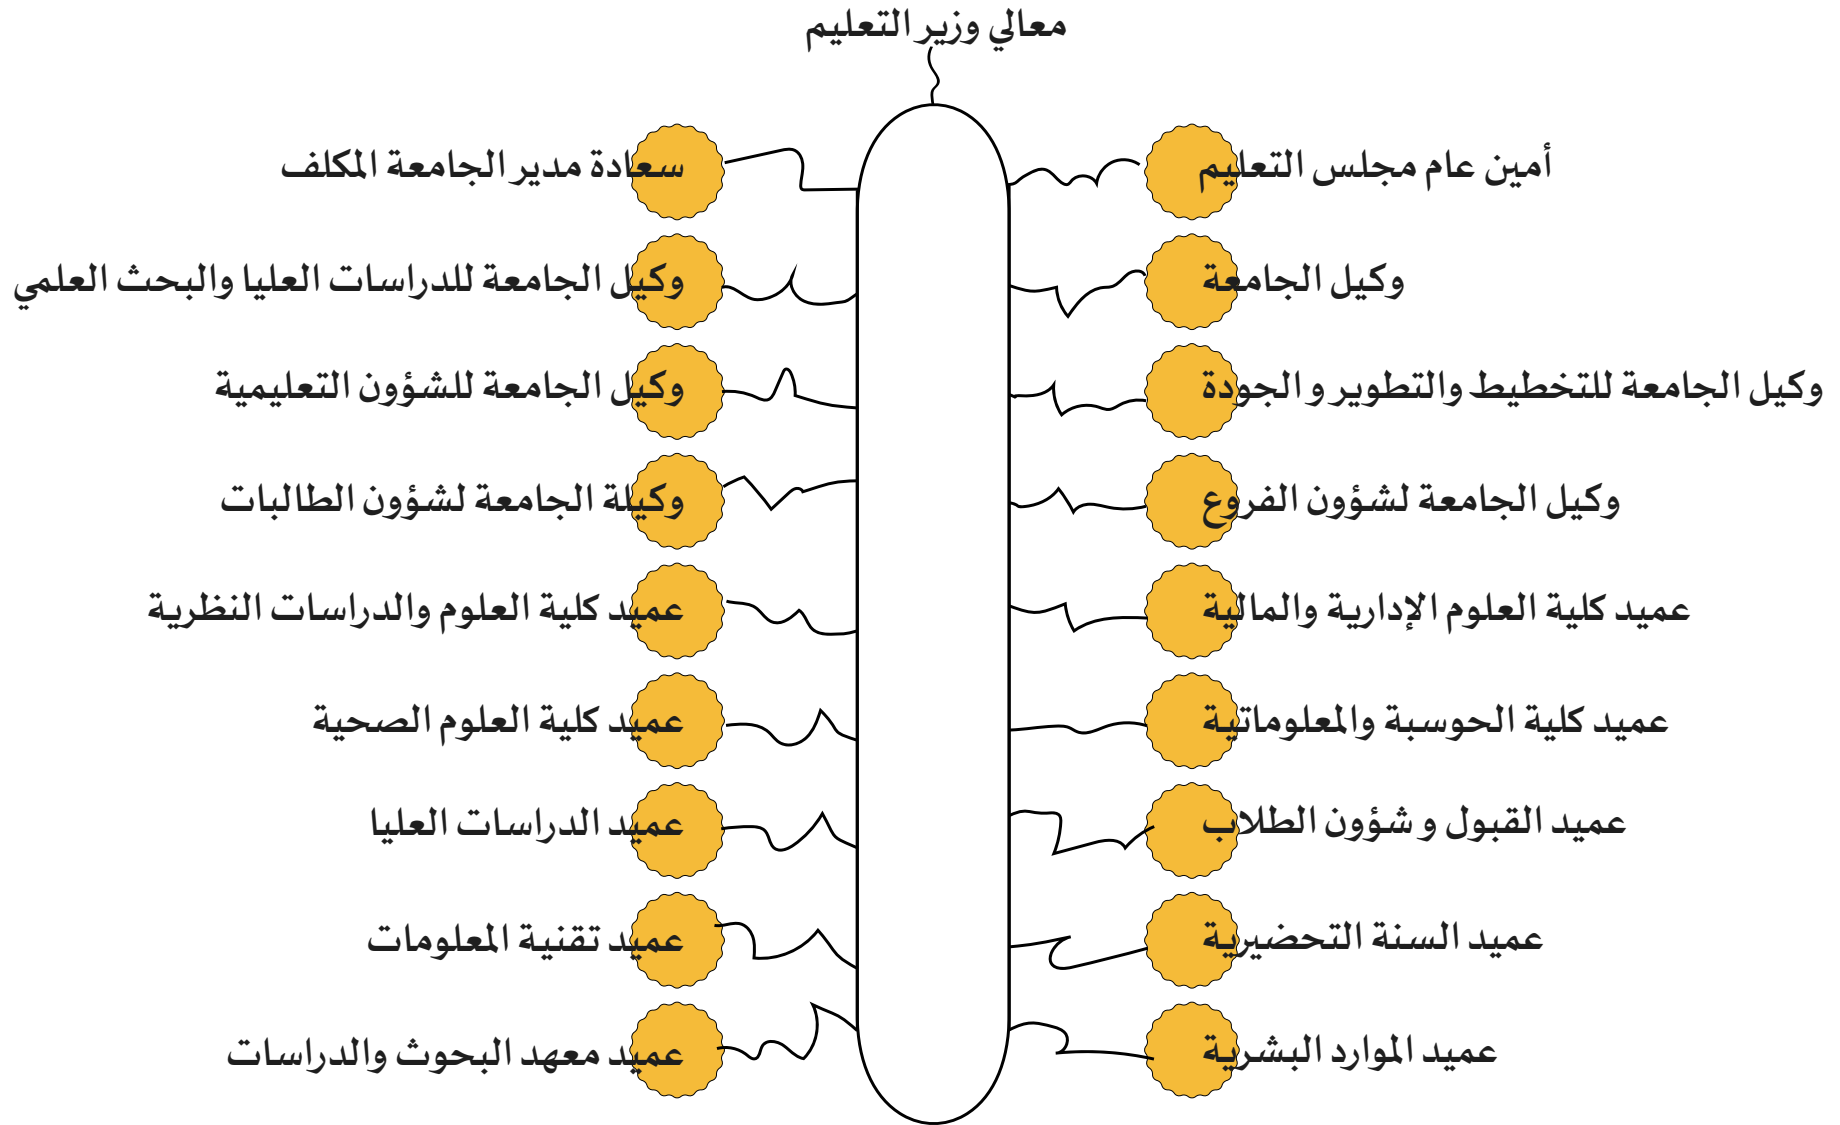 معالي وزير التعليم
أمين عام مجلس التعليم
سعادة مدير الجامعة المكلف
وكيل الجامعة
وكيل الجامعة للدراسات العليا والبحث العلمي
وكيل الجامعة للتخطيط والتطوير و الجودة
وكيل الجامعة للشؤون التعليمية
وكيل الجامعة لشؤون الفروع
وكيلة الجامعة لشؤون الطالبات
عميد كلية العلوم الإدارية والمالية
عميد كلية العلوم والدراسات النظرية
عميد كلية الحوسبة والمعلوماتية
عميد كلية العلوم الصحية
عميد القبول و شؤون الطلاب
عميد الدراسات العليا
عميد السنة التحضيرية
عميد تقنية المعلومات
عميد الموارد البشرية
عميد معهد البحوث والدراسات